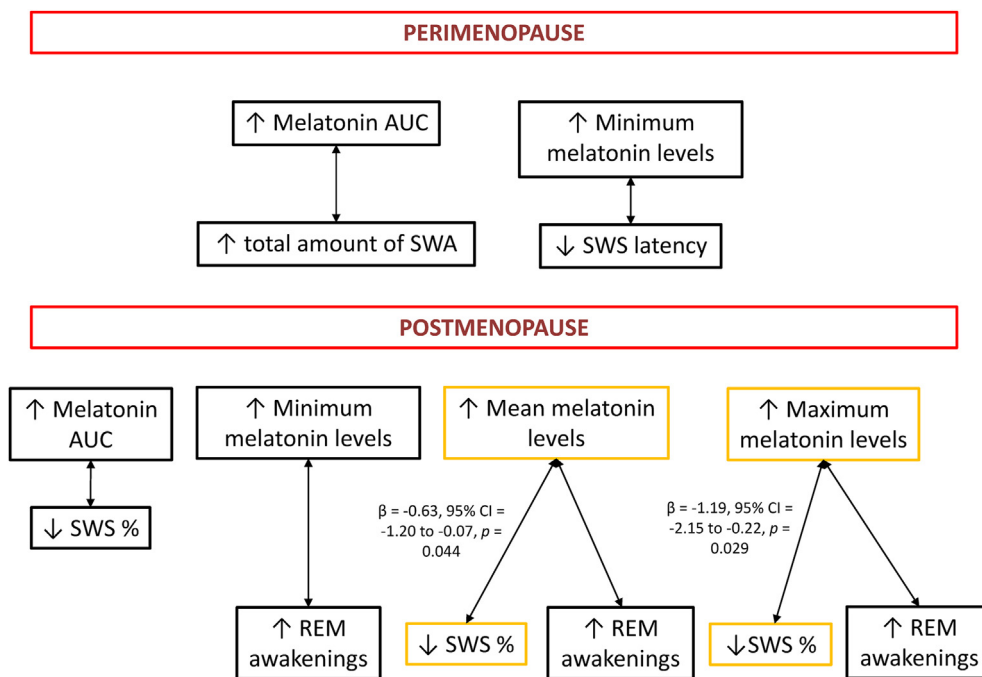 PERIMENOPAUSE
↑ Melatonin AUC
↑ Minimum
melatonin levels
↑ total amount of SWA
↓ SWS latency
POSTMENOPAUSE
↑ Melatonin
AUC
↑ Minimum
melatonin levels
↑ Mean melatonin
levels
↑ Maximum
melatonin levels
↓ SWS %
β = -0.63, 95% CI =
-1.20 to -0.07, p =
0.044
β = -1.19, 95% CI =
-2.15 to -0.22, p =
0.029
↑ REM
awakenings
↓ SWS %
↑ REM
awakenings
↓SWS %
↑ REM
awakenings